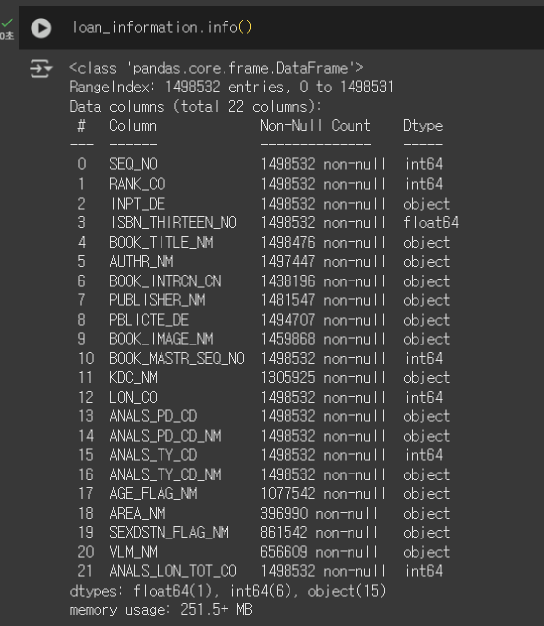 loan_information.info()
0초
<class 'pandas.core.frame.DataFrame'>
RangeIndex: 1498532 entries, 0 to 1498531
Data columns (total 22 columns):
# Column Non-Null Count Dtype
--- ------ -------------- -----
0 SEQ_NO 1498532 non-null int64
1 RANK_CO 1498532 non-null int64
2 INPT_DE 1498532 non-null object
3 ISBN_THIRTEEN_NO 1498532 non-null float64
4 BOOK_TITLE_NM 1498476 non-null object
5 AUTHR_NM 1497447 non-null object
6 BOOK_INTRCN_CN 1430196 non-null object
7 PUBLISHER_NM 1481547 non-null object
8 PBLICTE_DE 1494707 non-null object
9 BOOK_IMAGE_NM 1459868 non-null object
10 BOOK_MASTR_SEQ_NO 1498532 non-null int64
11 KDC_NM 1305925 non-null object
12 LON_CO 1498532 non-null int64
13 ANALS_PD_CD 1498532 non-null object
14 ANALS_PD_CD_NM 1498532 non-null object
15 ANALS_TY_CD 1498532 non-null int64
16 ANALS_TY_CD_NM 1498532 non-null object
17 AGE_FLAG_NM 1077542 non-null object
18 AREA_NM 396990 non-null object
19 SEXDSTN_FLAG_NM 861542 non-null object
20 VLM_NM 656609 non-null object
21 ANALS_LON_TOT_CO 1498532 non-null int64
dtypes: float64(1), int64(6), object(15)
memory usage: 251.5+ MB